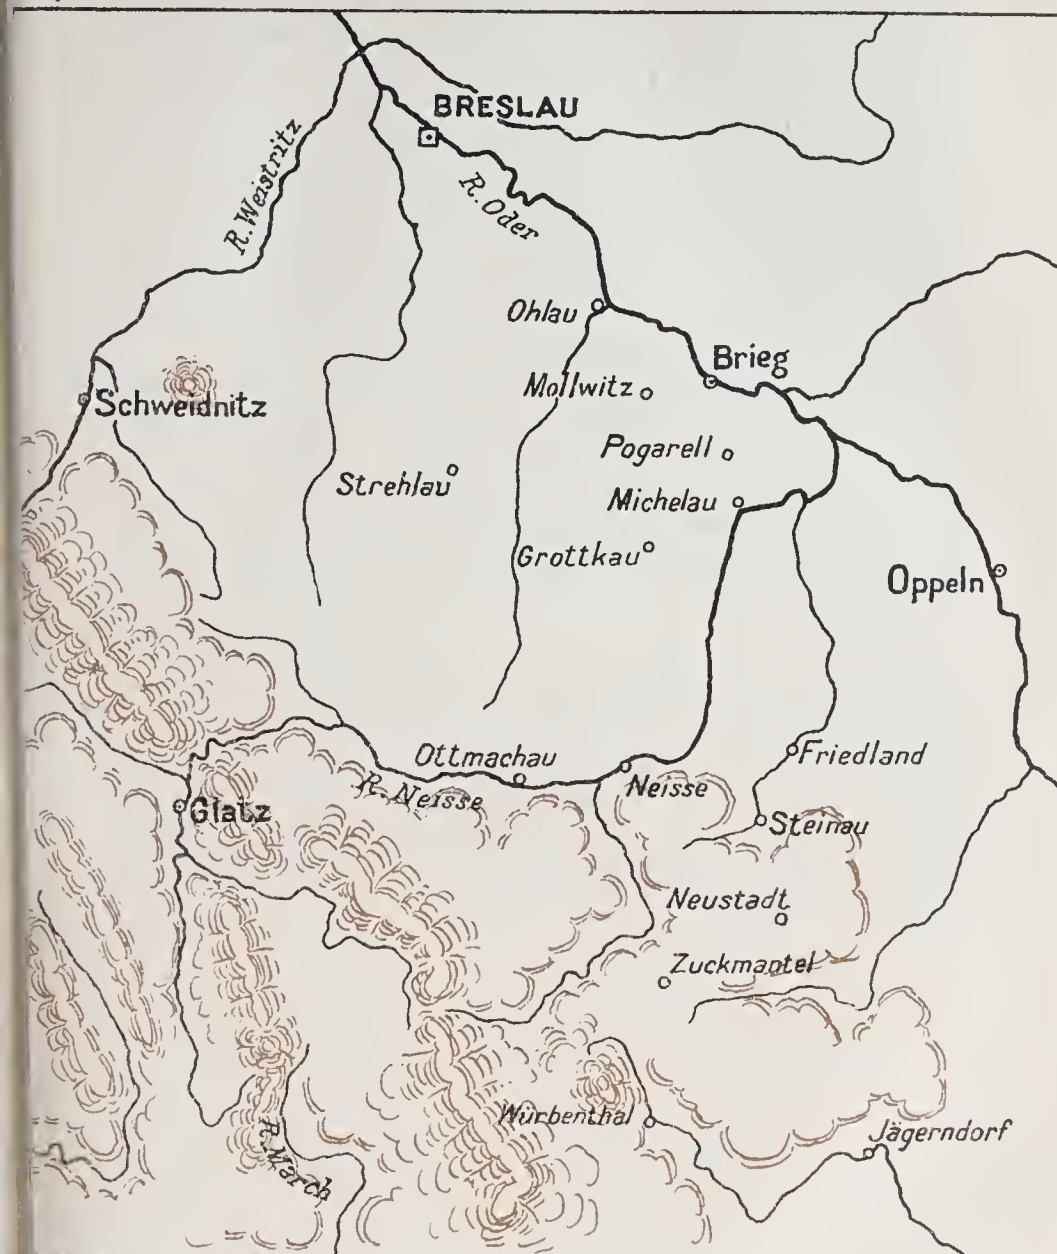 BRESLAU
R. Weistritz
R. Oder
Ohlau
Brieg
Mollwitz
Schweidnitz
Pogarell
Strehlau
Michelau
Grottkau
Oppeln
Ottmachau
Friedland
R. Neisse
Neisse
Glatz
Steinau
Neustadt
Zuckmantel
Würbenthal
R. March
Jägerndorf